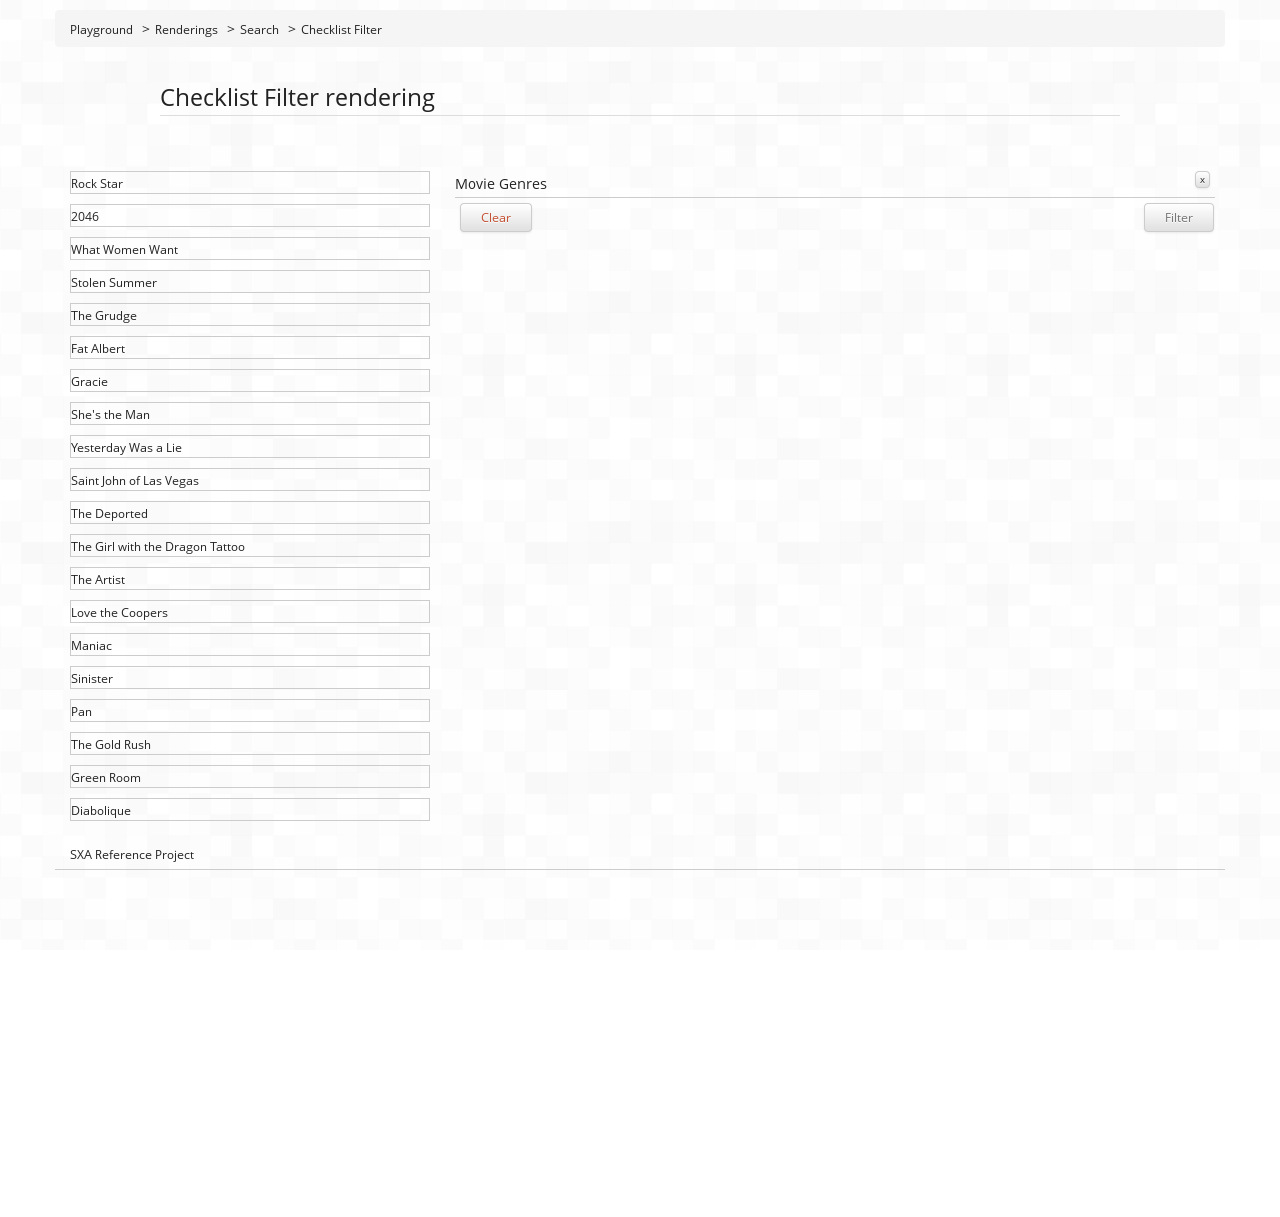 Playground > Renderings > Search > Checklist Filter
Checklist Filter rendering
Rock Star
2046
What Women Want
Stolen Summer
The Grudge
Fat Albert
Gracie
She's the Man
Yesterday Was a Lie
Saint John of Las Vegas
The Deported
The Girl with the Dragon Tattoo
The Artist
Love the Coopers
Maniac
Sinister
Pan
The Gold Rush
Green Room
Diabolique
Movie Genres x
Clear Filter
SXA Reference Project